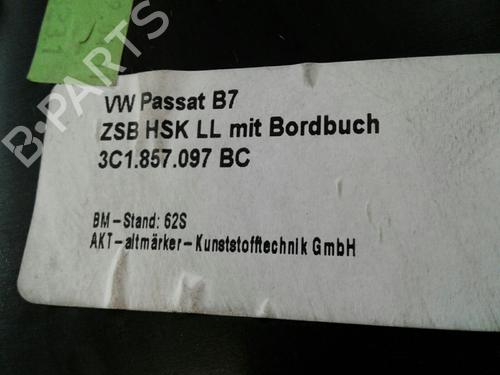 VW Passat B7
ZSB HSK LL mit Bordbuch
3C1.857.097 BC
BM-Stand: 62S
AKT-altmärker-Kunststofftechnik GmbH
B-PARTS